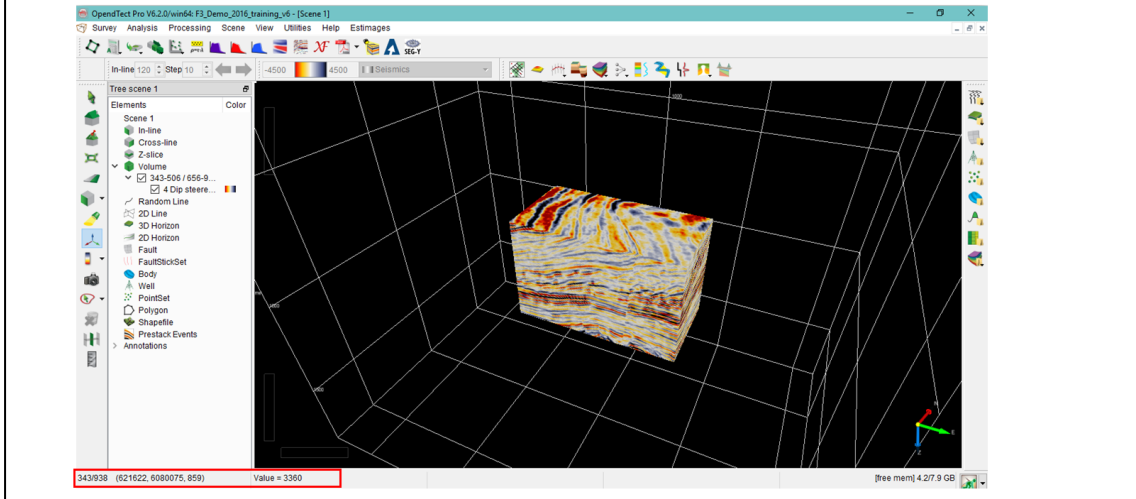 OpendTect Pro V6.2.0/win64: F3_Demo_2016_training_v6 - [Scene 1]
Survey Analysis Processing Scene View Utilities Help Estimages
XF SEG-Y
In-line 120 Step 10 -4500 4500 Seismics
Tree scene 1
Elements Color
Scene 1
In-line
Cross-line
Z-slice
Volume
343-506 / 656-9...
4 Dip steere...
Random Line
2D Line
3D Horizon
2D Horizon
Fault
FaultStickSet
Body
Well
PointSet
Polygon
Shapefile
Prestack Events
Annotations
N
E
Z
343/938 (621622, 6080075, 859) Value = 3360 [free mem] 4.2/7.9 GB